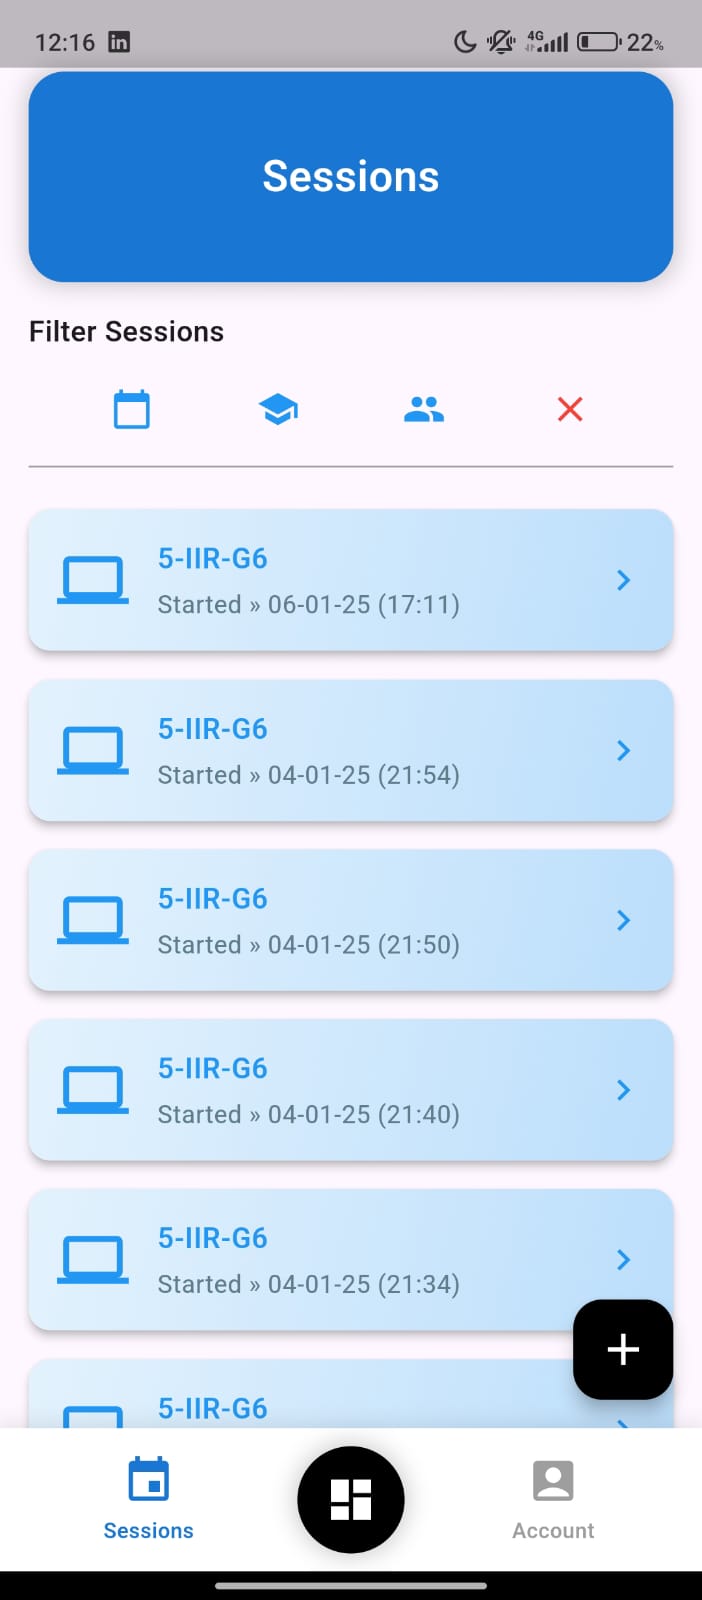 12:16 in 4G 22%
Sessions
Filter Sessions
5-IIR-G6
Started » 06-01-25 (17:11)
5-IIR-G6
Started » 04-01-25 (21:54)
5-IIR-G6
Started » 04-01-25 (21:50)
5-IIR-G6
Started » 04-01-25 (21:40)
5-IIR-G6
Started » 04-01-25 (21:34)
5-IIR-G6
Sessions
Account